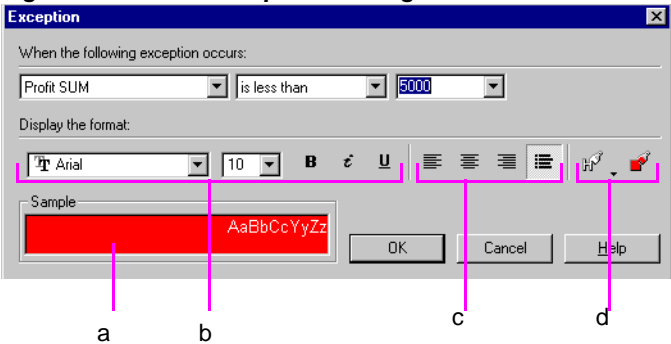 Exception
When the following exception occurs:
Profit SUM is less than 5000
Display the format:
Arial 10 B i U
Sample
AaBbCcYyZz
OK Cancel Help
a b c d